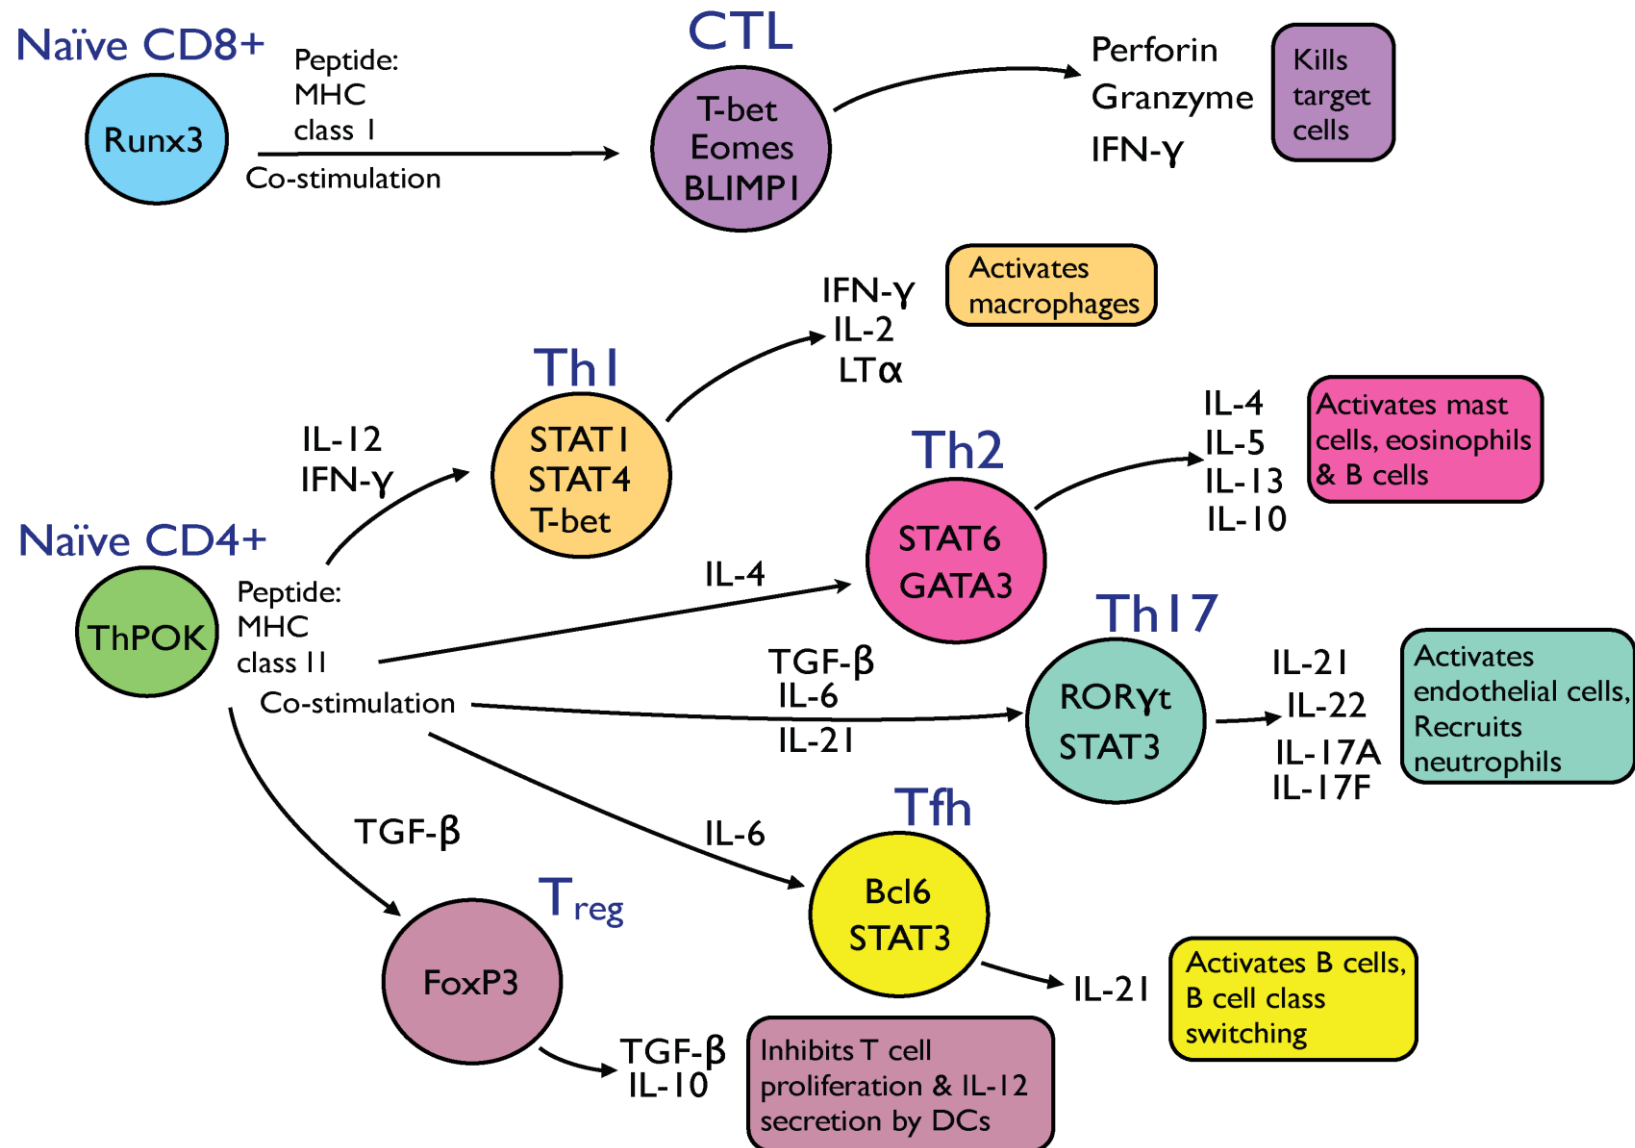 Naïve CD8+
Runx3
Peptide:
MHC
class I
Co-stimulation
CTL
T-bet
Eomes
BLIMP1
Perforin
Granzyme
IFN-γ
Kills
target
cells
Naïve CD4+
ThPOK
Peptide:
MHC
class II
Co-stimulation
IL-12
IFN-γ
Th1
STAT1
STAT4
T-bet
IFN-γ
IL-2
LTα
Activates
macrophages
IL-4
Th2
STAT6
GATA3
IL-4
IL-5
IL-13
IL-10
Activates mast
cells, eosinophils
& B cells
TGF-β
IL-6
IL-21
Th17
RORγt
STAT3
IL-21
IL-22
IL-17A
IL-17F
Activates
endothelial cells,
Recruits
neutrophils
IL-6
Tfh
Bcl6
STAT3
IL-21
Activates B cells,
B cell class
switching
TGF-β
Treg
FoxP3
TGF-β
IL-10
Inhibits T cell
proliferation & IL-12
secretion by DCs